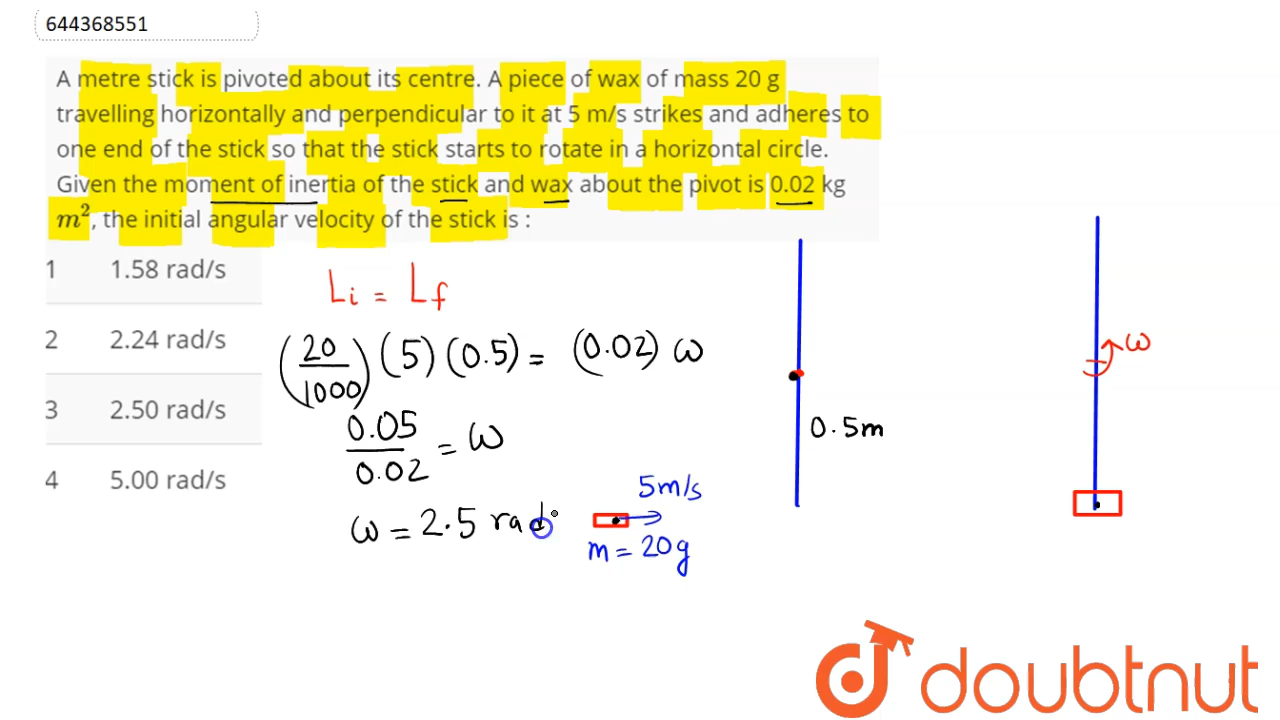 644368551
A metre stick is pivoted about its centre. A piece of wax of mass 20 g
travelling horizontally and perpendicular to it at 5 m/s strikes and adheres to
one end of the stick so that the stick starts to rotate in a horizontal circle.
Given the moment of inertia of the stick and wax about the pivot is 0.02 kg
m², the initial angular velocity of the stick is :
1 1.58 rad/s
2 2.24 rad/s
3 2.50 rad/s
4 5.00 rad/s
Li = Lf
(20/1000) (5) (0.5) = (0.02) ω
0.05/0.02 = ω
ω = 2.5 rad
5m/s
m = 20g
0.5m
ω
doubtnut